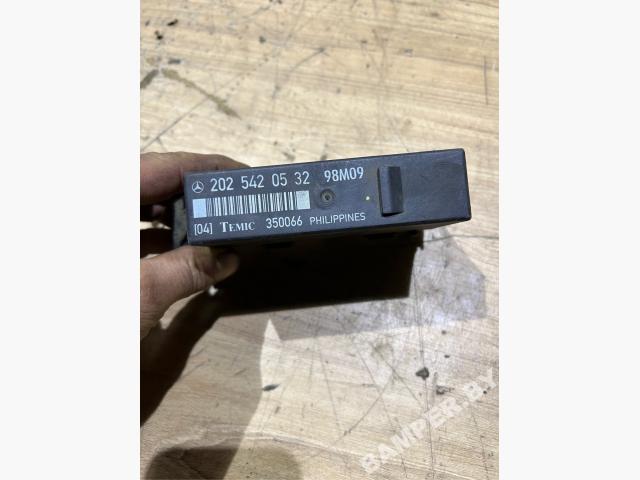 202 542 05 32 98M09
[04] TEMIC 350066 PHILIPPINES
BAMPER.BY